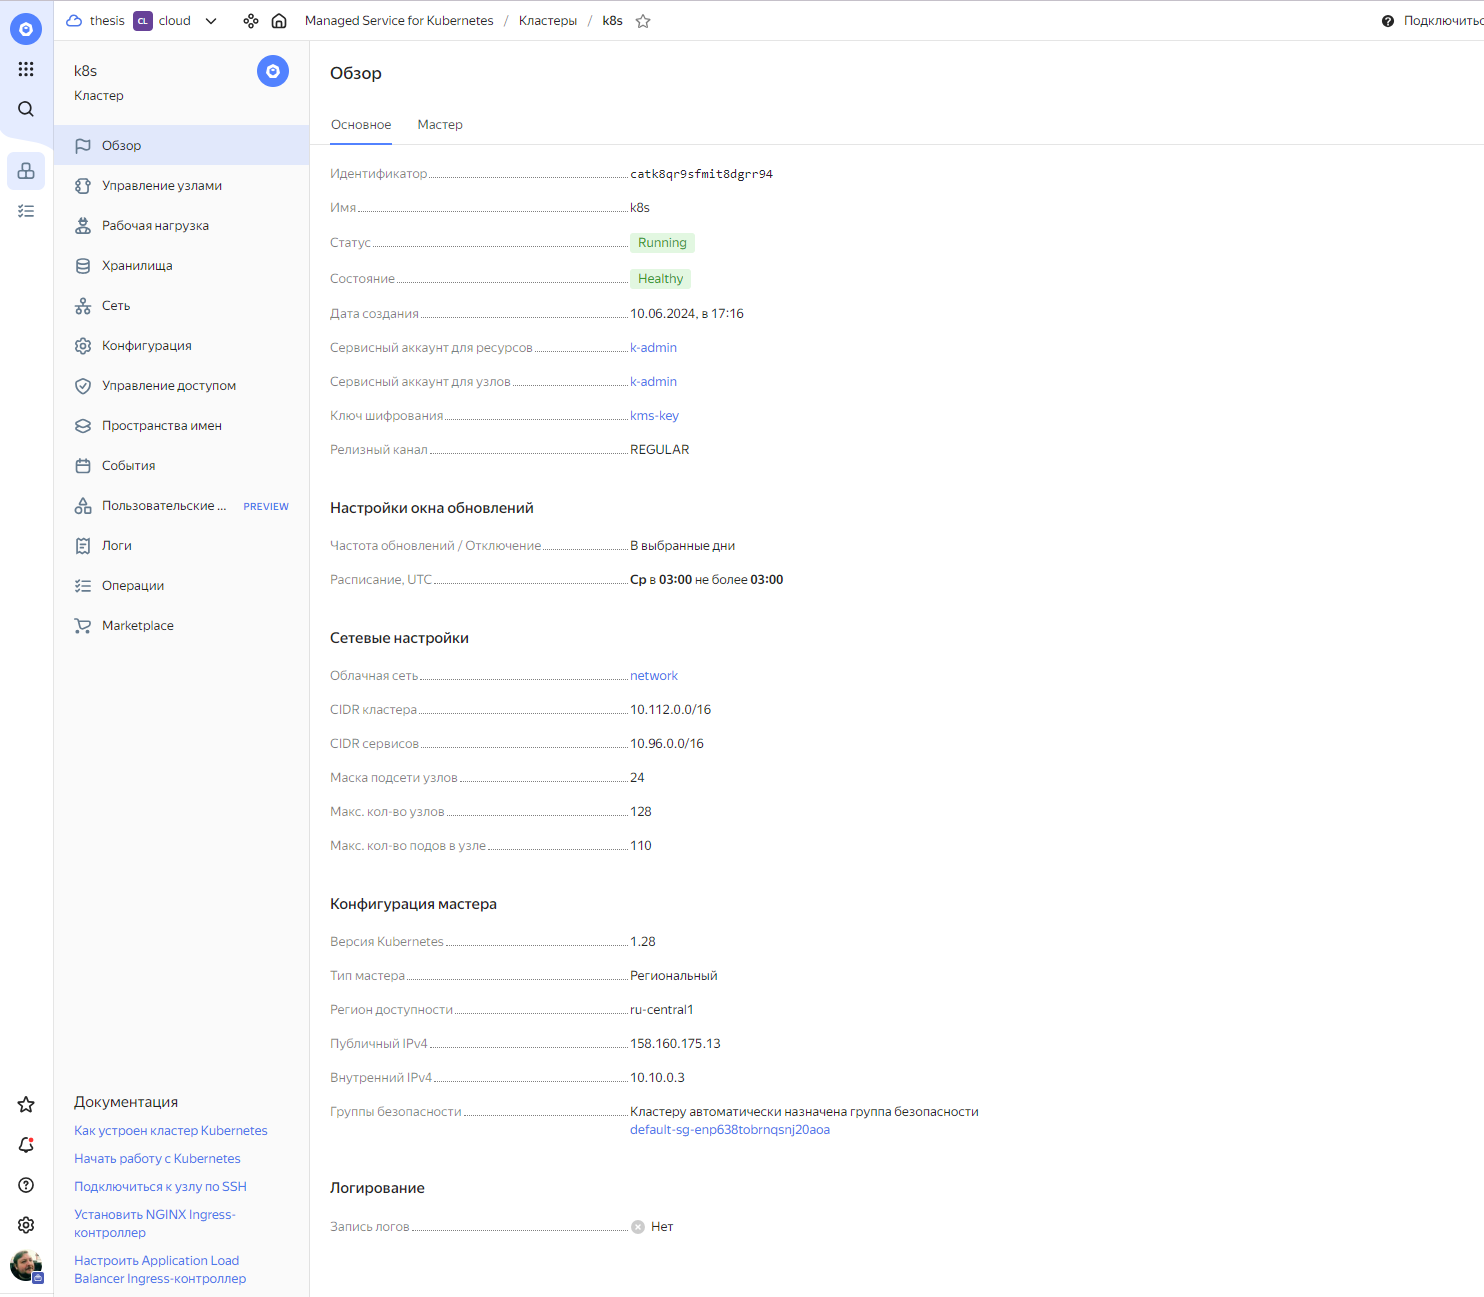 thesis CL cloud Managed Service for Kubernetes / Кластеры / k8s
k8s
Кластер
Обзор
Управление узлами
Рабочая нагрузка
Хранилища
Сеть
Конфигурация
Управление доступом
Пространства имен
События
Пользовательские ... PREVIEW
Логи
Операции
Marketplace
Документация
Как устроен кластер Kubernetes
Начать работу с Kubernetes
Подключиться к узлу по SSH
Установить NGINX Ingress-
контроллер
Настроить Application Load
Balancer Ingress-контроллер
Обзор
Основное Мастер
Идентификатор catk8qr9sfmit8dgrr94
Имя k8s
Статус Running
Состояние Healthy
Дата создания 10.06.2024, в 17:16
Сервисный аккаунт для ресурсов k-admin
Сервисный аккаунт для узлов k-admin
Ключ шифрования kms-key
Релизный канал REGULAR
Настройки окна обновлений
Частота обновлений / Отключение В выбранные дни
Расписание, UTC Ср в 03:00 не более 03:00
Сетевые настройки
Облачная сеть network
CIDR кластера 10.112.0.0/16
CIDR сервисов 10.96.0.0/16
Маска подсети узлов 24
Макс. кол-во узлов 128
Макс. кол-во подов в узле 110
Конфигурация мастера
Версия Kubernetes 1.28
Тип мастера Региональный
Регион доступности ru-central1
Публичный IPv4 158.160.175.13
Внутренний IPv4 10.10.0.3
Группы безопасности Кластеру автоматически назначена группа безопасности
default-sg-enp638tobrnqsnj20aoa
Логирование
Запись логов Нет